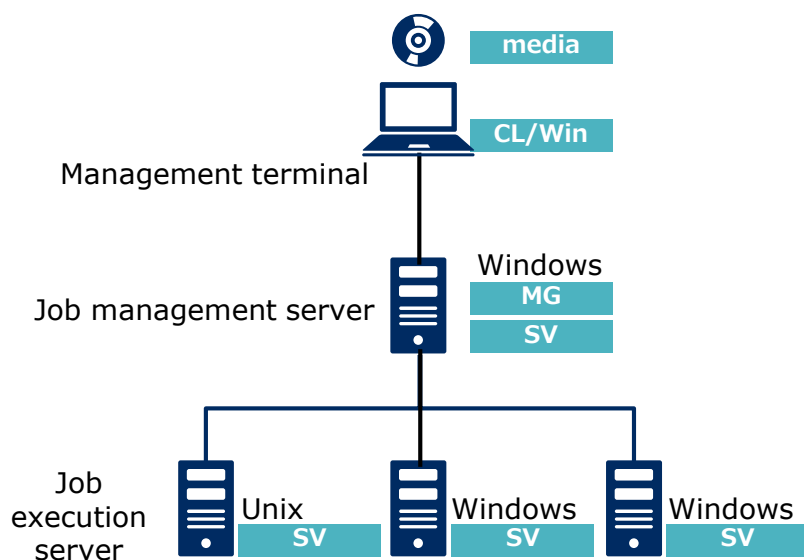 media
CL/Win
Management terminal
Windows
MG
Job management server
SV
Job
execution
server
Unix
SV
Windows
SV
Windows
SV